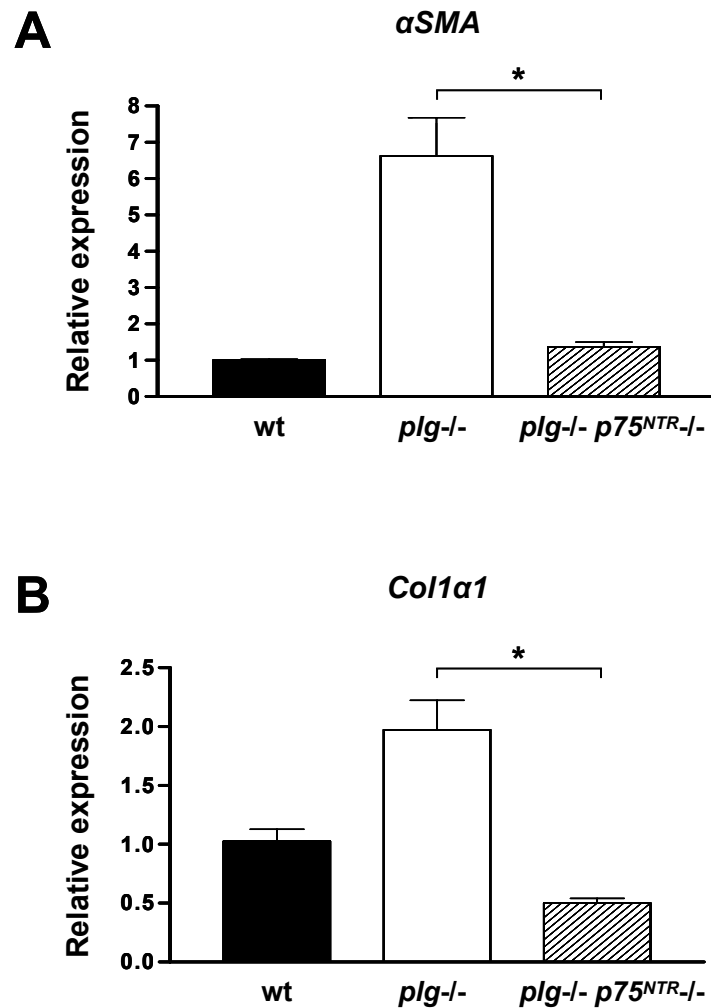 A
αSMA
*
Relative expression
8
7
6
5
4
3
2
1
0
wt
plg-/-
plg-/- p75NTR-/-
B
Col1α1
*
Relative expression
2.5
2.0
1.5
1.0
0.5
0.0
wt
plg-/-
plg-/- p75NTR-/-